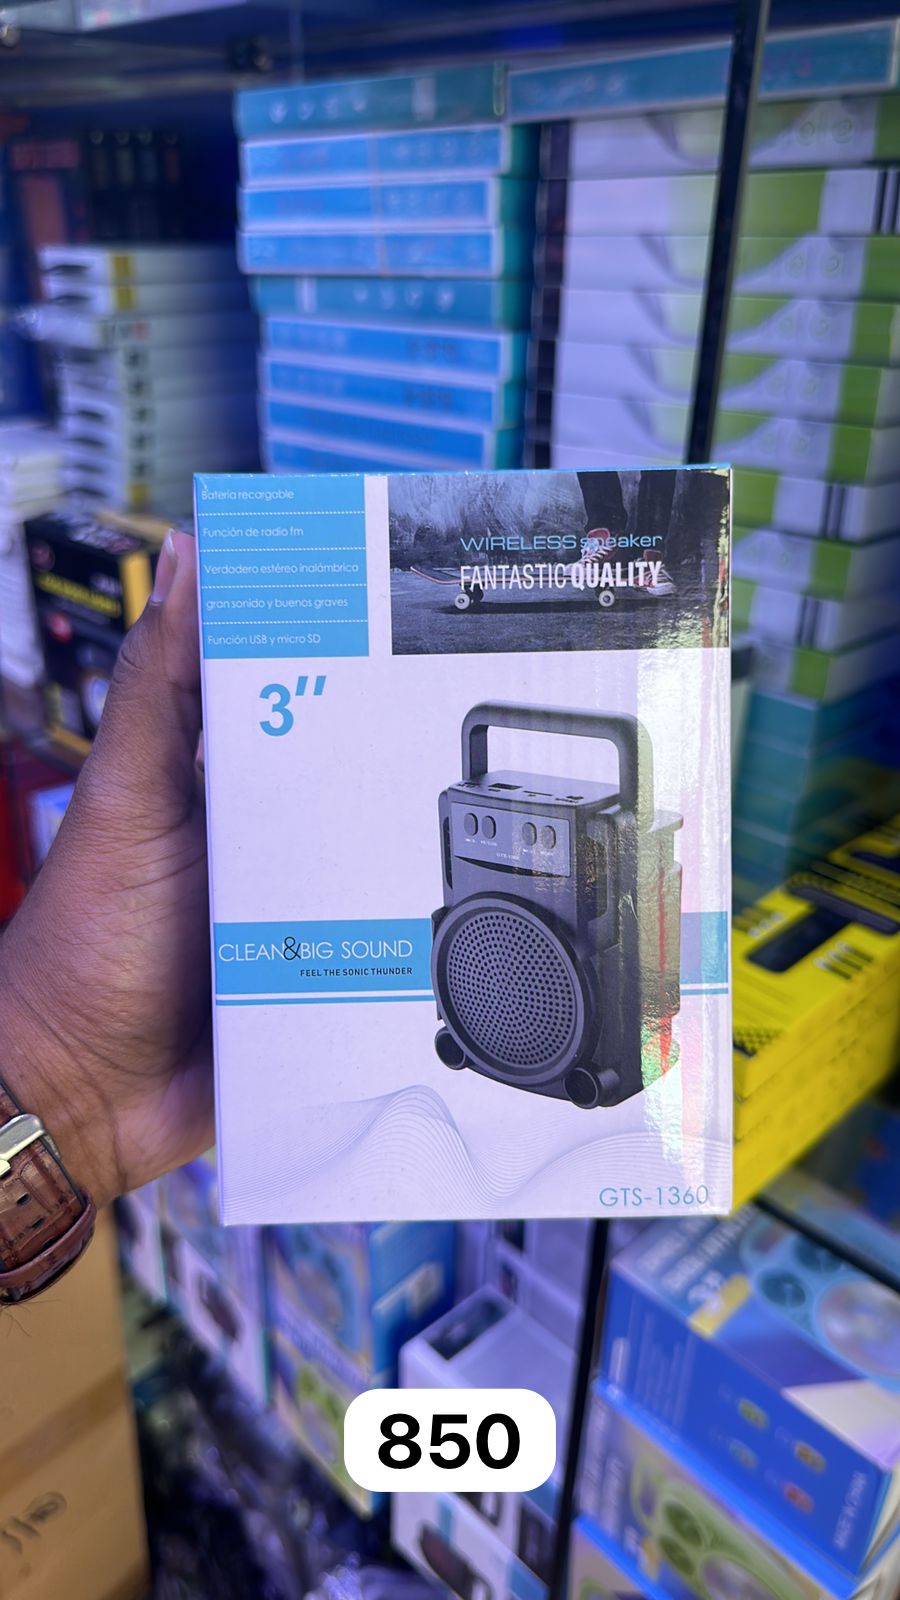 Bateria recargable
Función de radio fm
Verdadero estéreo inalámbrico
gran sonido y buenos graves
Función USB y micro SD
WIRELESS speaker
FANTASTIC QUALITY
3"
CLEAN&BIG SOUND
FEEL THE SONIC THUNDER
GTS-1360
850